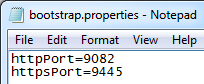 bootstrap.properties - Notepad
File Edit Format View Help
httpPort=9082
httpsPort=9445